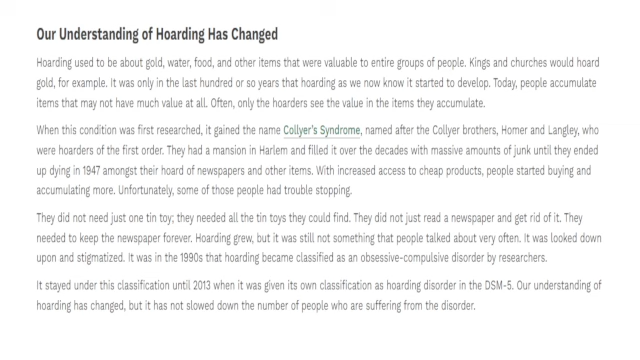 Our Understanding of Hoarding Has Changed
Hoarding used to be about gold, water, food, and other items that were valuable to entire groups of people. Kings and churches would hoard
gold, for example. It was only in the last hundred or so years that hoarding as we now know it started to develop. Today, people accumulate
items that may not have much value at all. Often, only the hoarders see the value in the items they accumulate.
When this condition was first researched, it gained the name Collyer's Syndrome, named after the Collyer brothers, Homer and Langley, who
were hoarders of the first order. They had a mansion in Harlem and filled it over the decades with massive amounts of junk until they ended
up dying in 1947 amongst their hoard of newspapers and other items. With increased access to cheap products, people started buying and
accumulating more. Unfortunately, some of those people had trouble stopping.
They did not need just one tin toy; they needed all the tin toys they could find. They did not just read a newspaper and get rid of it. They
needed to keep the newspaper forever. Hoarding grew, but it was still not something that people talked about very often. It was looked down
upon and stigmatized. It was in the 1990s that hoarding became classified as an obsessive-compulsive disorder by researchers.
It stayed under this classification until 2013 when it was given its own classification as hoarding disorder in the DSM-5. Our understanding of
hoarding has changed, but it has not slowed down the number of people who are suffering from the disorder.